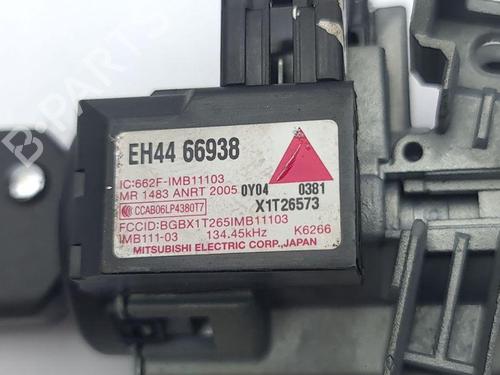 EH44 66938
IC:662F-IMB11103
MR 1483 ANRT 2005 0Y04 0381
CCAB06LP4380T7 X1T26573
FCCID:BGBX1T265IMB11103
IMB111-03 134.45kHz K6266
MITSUBISHI ELECTRIC CORP.,JAPAN
B-PARTS